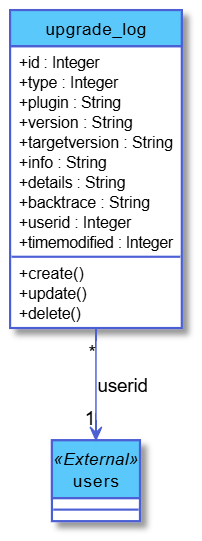 upgrade_log
+id : Integer
+type : Integer
+plugin : String
+version : String
+targetversion : String
+info : String
+details : String
+backtrace : String
+userid : Integer
+timemodified : Integer
+create()
+update()
+delete()
*
userid
1
«External»
users